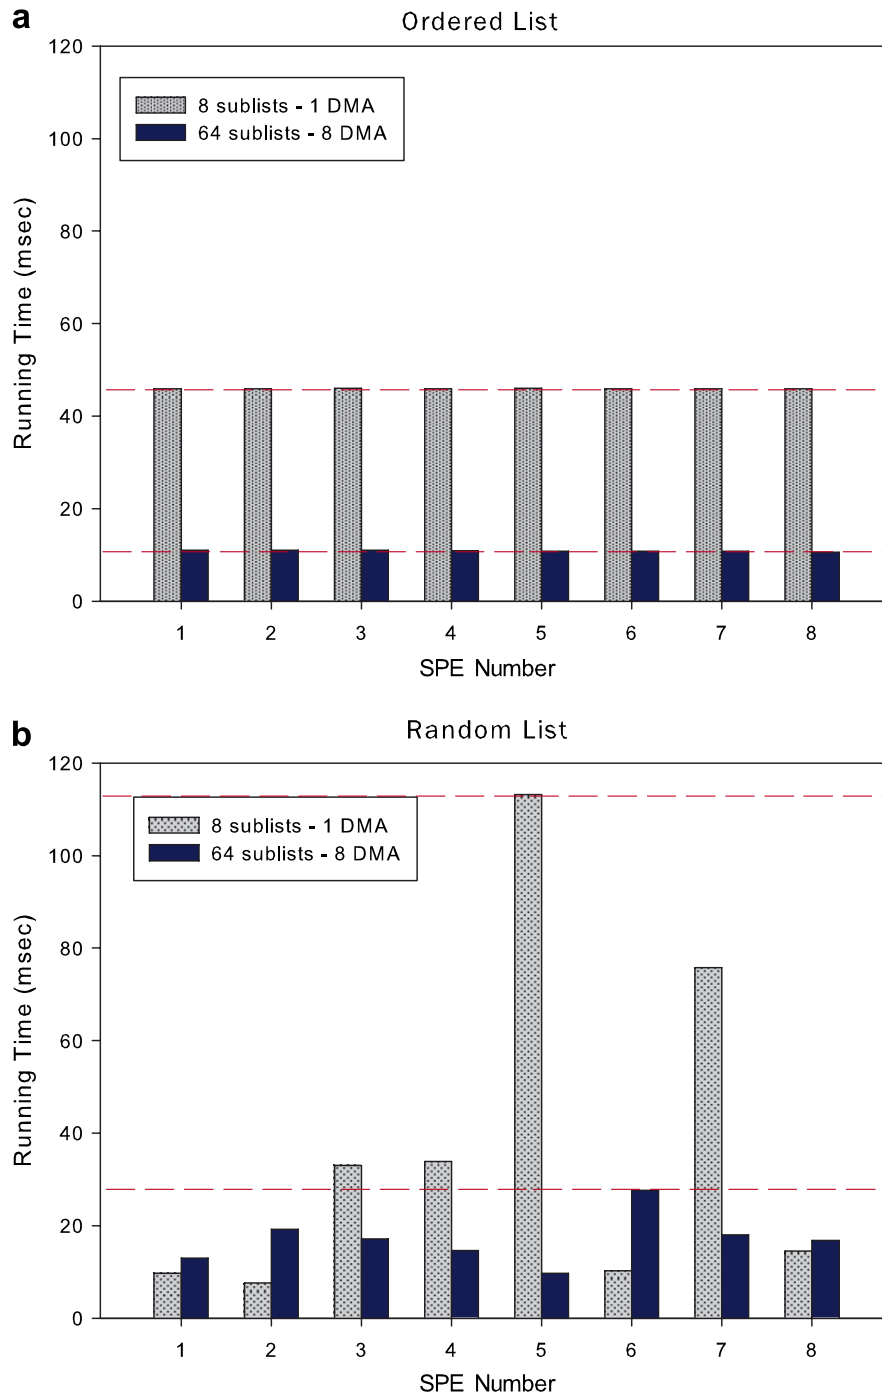 a
Ordered List
120
100
80
60
40
20
0
Running Time (msec)
8 sublists - 1 DMA
64 sublists - 8 DMA
1 2 3 4 5 6 7 8
SPE Number
b
Random List
120
100
80
60
40
20
0
Running Time (msec)
8 sublists - 1 DMA
64 sublists - 8 DMA
1 2 3 4 5 6 7 8
SPE Number